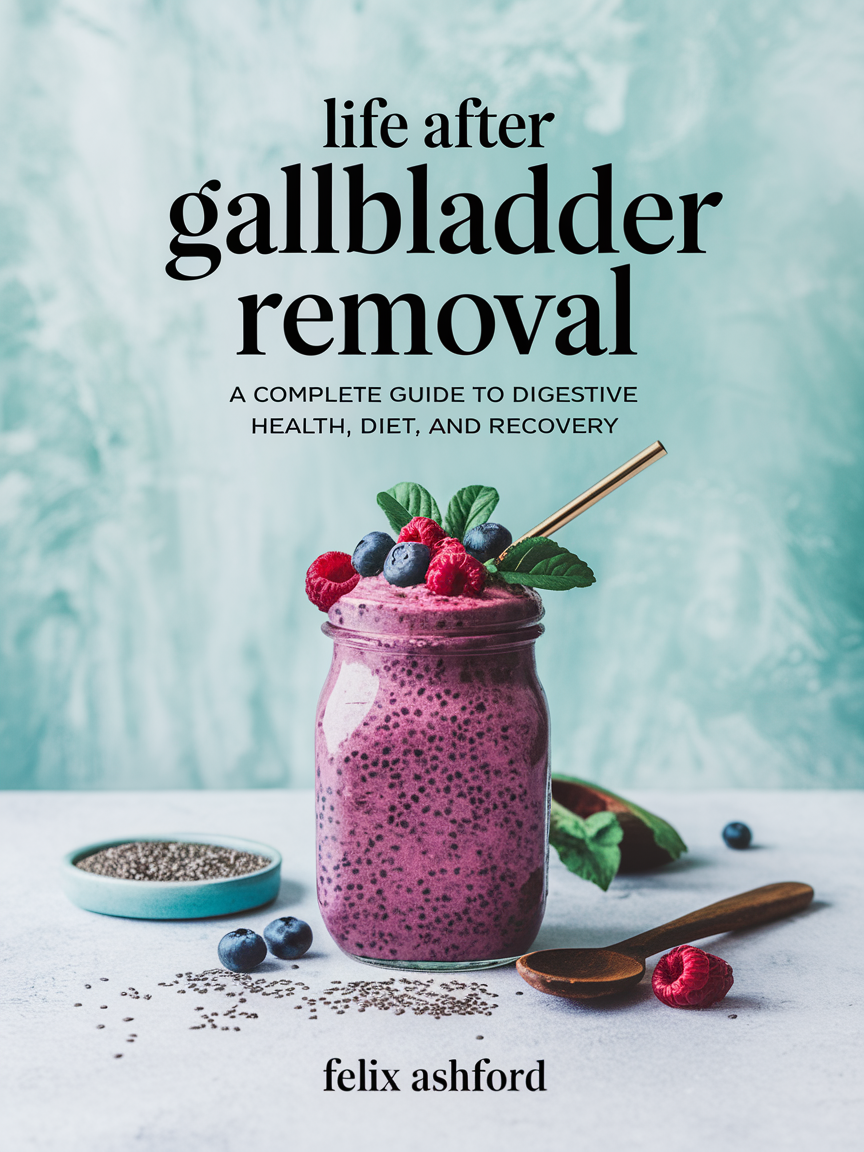 life after
gallbladder
removal
A COMPLETE GUIDE TO DIGESTIVE
HEALTH, DIET, AND RECOVERY
felix ashford